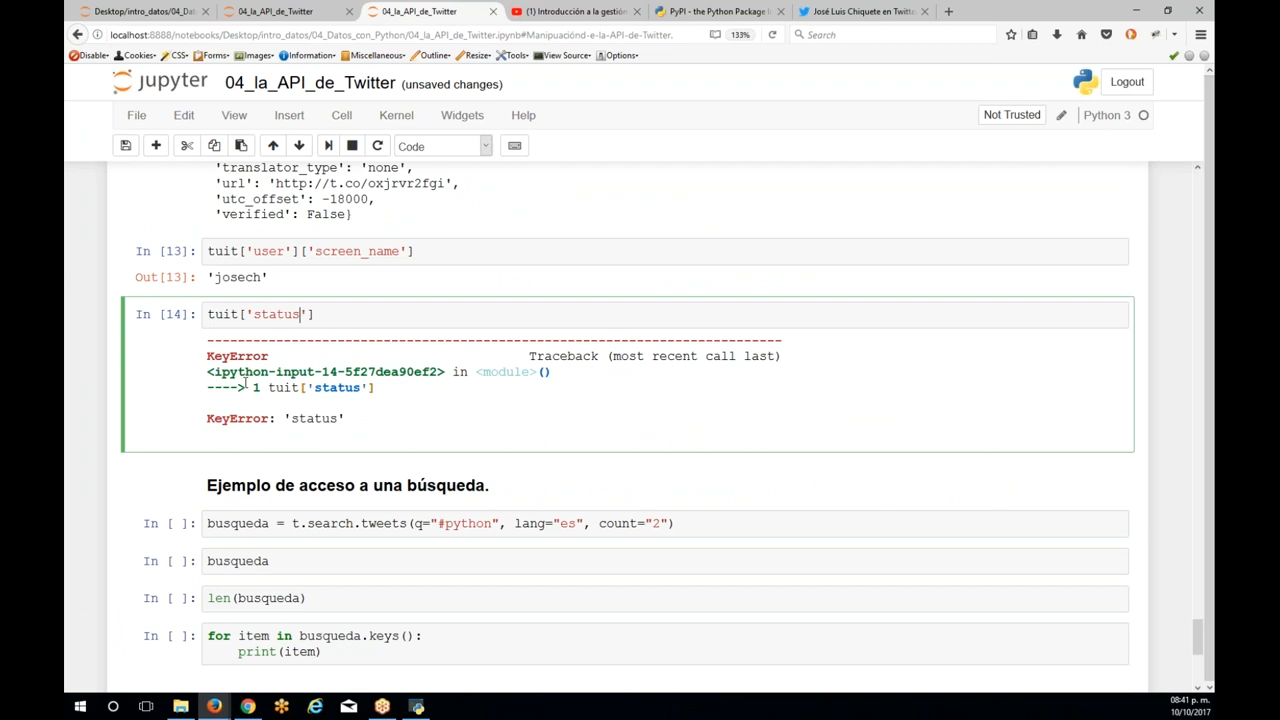 Desktop/intro_datos/04_Dat
04_la_API_de_Twitter
04_la_API_de_Twitter
(1) Introducción a la gestión
PyPI - the Python Package I
José Luis Chiquete en Twitter:
localhost:8888/notebooks/Desktop/intro_datos/04_Datos_con_Python/04_la_API_de_Twitter.ipynb#Manipuaciónd-e-la-API-de-Twitter.
133%
Search
Disable
Cookies
CSS
Forms
Images
Information
Miscellaneous
Outline
Resize
Tools
View Source
Options
jupyter
04_la_API_de_Twitter (unsaved changes)
Logout
File Edit View Insert Cell Kernel Widgets Help
Not Trusted
Python 3
Code
'translator_type': 'none',
'url': 'http://t.co/oxjrvr2fgi',
'utc_offset': -18000,
'verified': False}
In [13]: tuit['user']['screen_name']
Out[13]: 'josech'
In [14]: tuit['status']
---------------------------------------------------------------------------
KeyError Traceback (most recent call last)
<ipython-input-14-5f27dea90ef2> in <module>()
----> 1 tuit['status']
KeyError: 'status'
Ejemplo de acceso a una búsqueda.
In [ ]: busqueda = t.search.tweets(q="#python", lang="es", count="2")
In [ ]: busqueda
In [ ]: len(busqueda)
In [ ]: for item in busqueda.keys():
print(item)
08:41 p. m.
10/10/2017